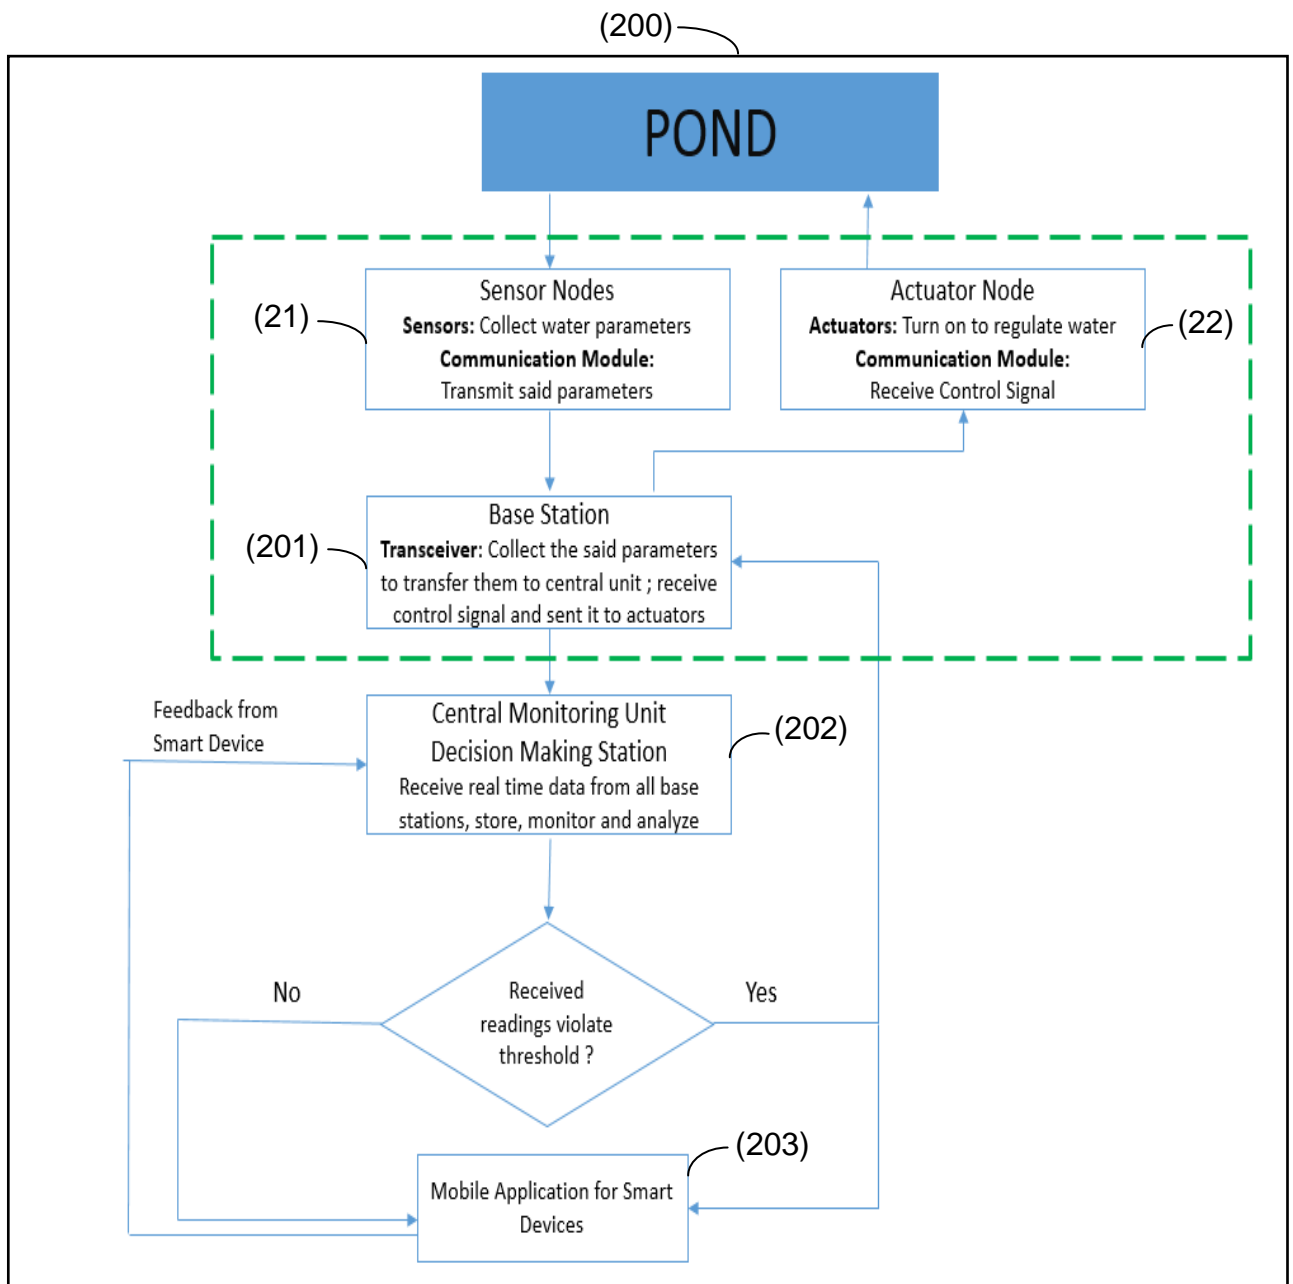 (200)
POND
Sensor Nodes
Sensors: Collect water parameters
Communication Module:
Transmit said parameters
(21)
Actuator Node
Actuators: Turn on to regulate water
Communication Module:
Receive Control Signal
(22)
Base Station
Transceiver: Collect the said parameters
to transfer them to central unit ; receive
control signal and sent it to actuators
(201)
Feedback from
Smart Device
Central Monitoring Unit
Decision Making Station
Receive real time data from all base
stations, store, monitor and analyze
(202)
No
Received
readings violate
threshold ?
Yes
(203)
Mobile Application for Smart
Devices